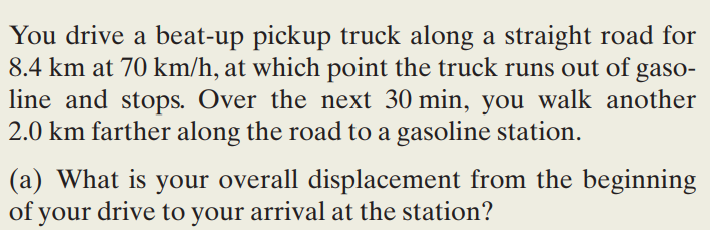 You drive a beat-up pickup truck along a straight road for
8.4 km at 70 km/h, at which point the truck runs out of gaso-
line and stops. Over the next 30 min, you walk another
2.0 km farther along the road to a gasoline station.
(a) What is your overall displacement from the beginning
of your drive to your arrival at the station?